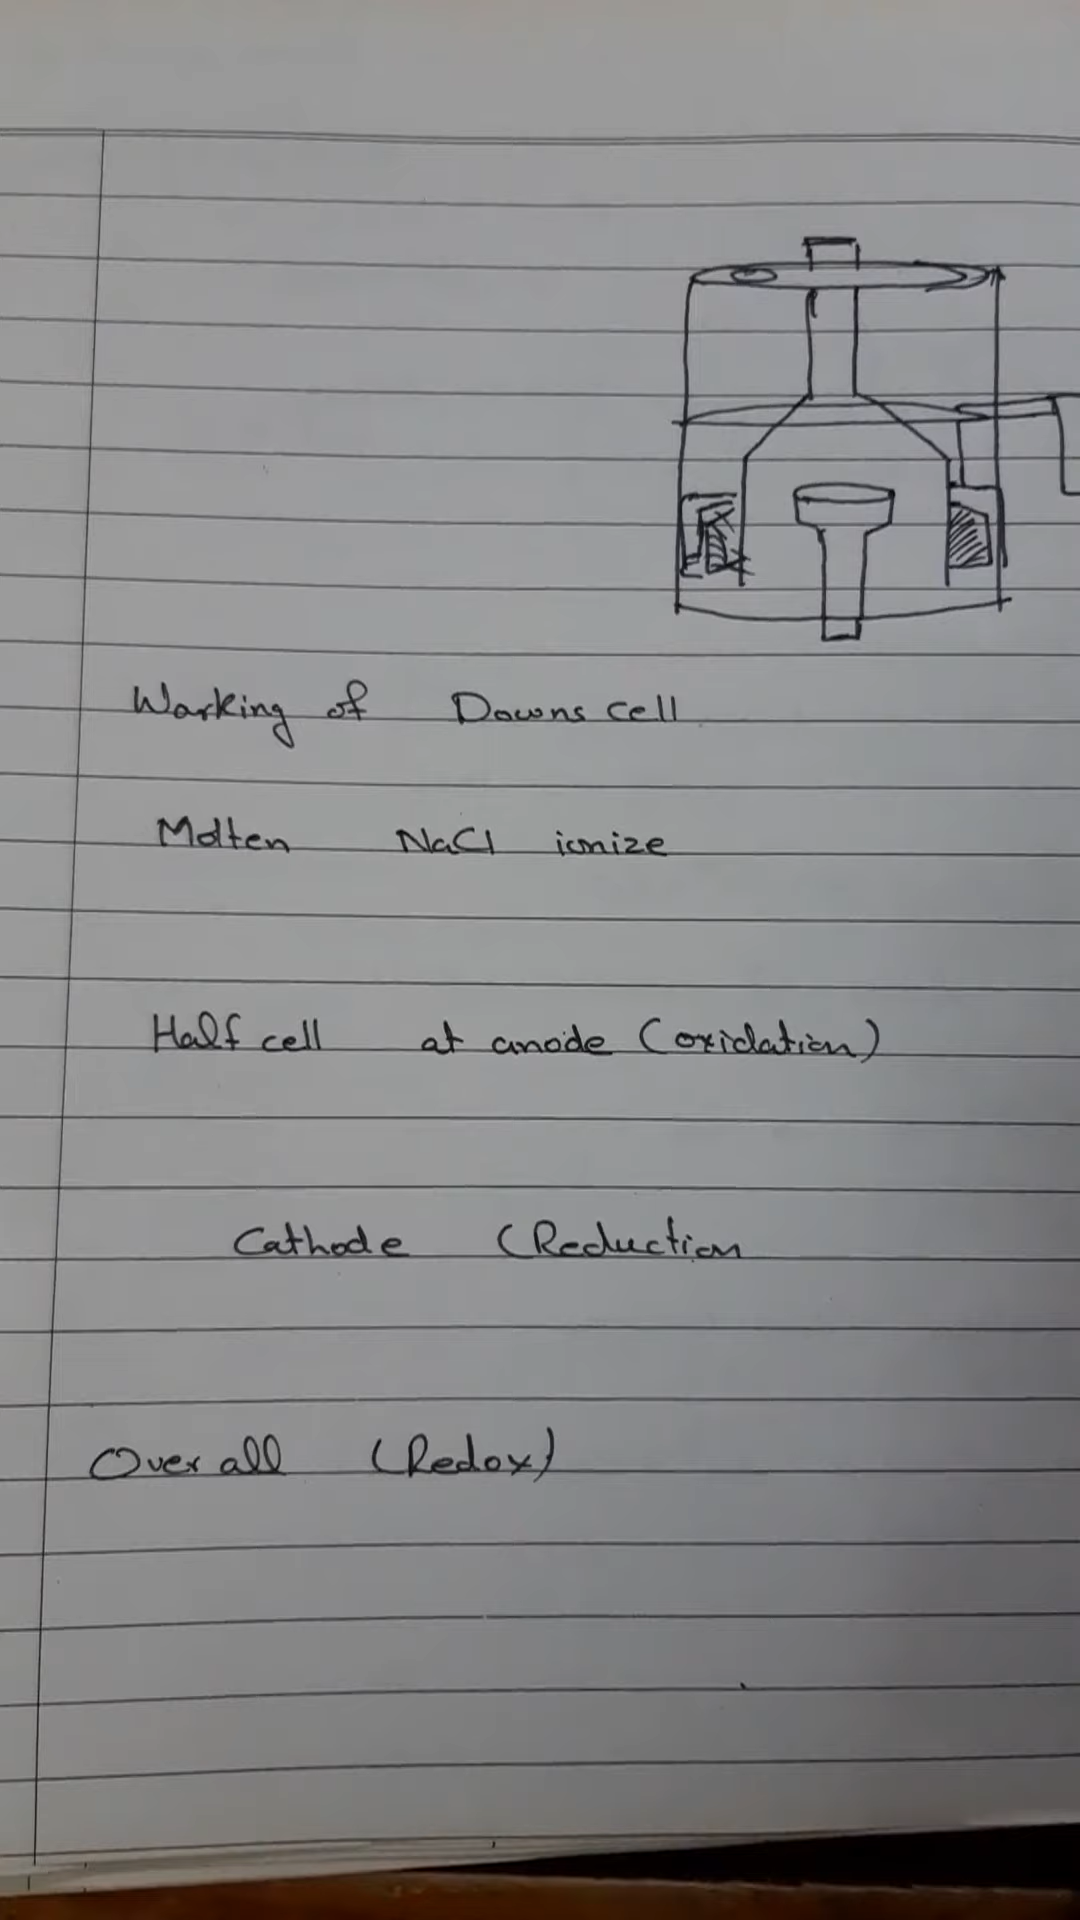 Working of Downs cell
Molten NaCl ionize
Half cell at anode (oxidation)
Cathode (Reduction
Over all (Redox)